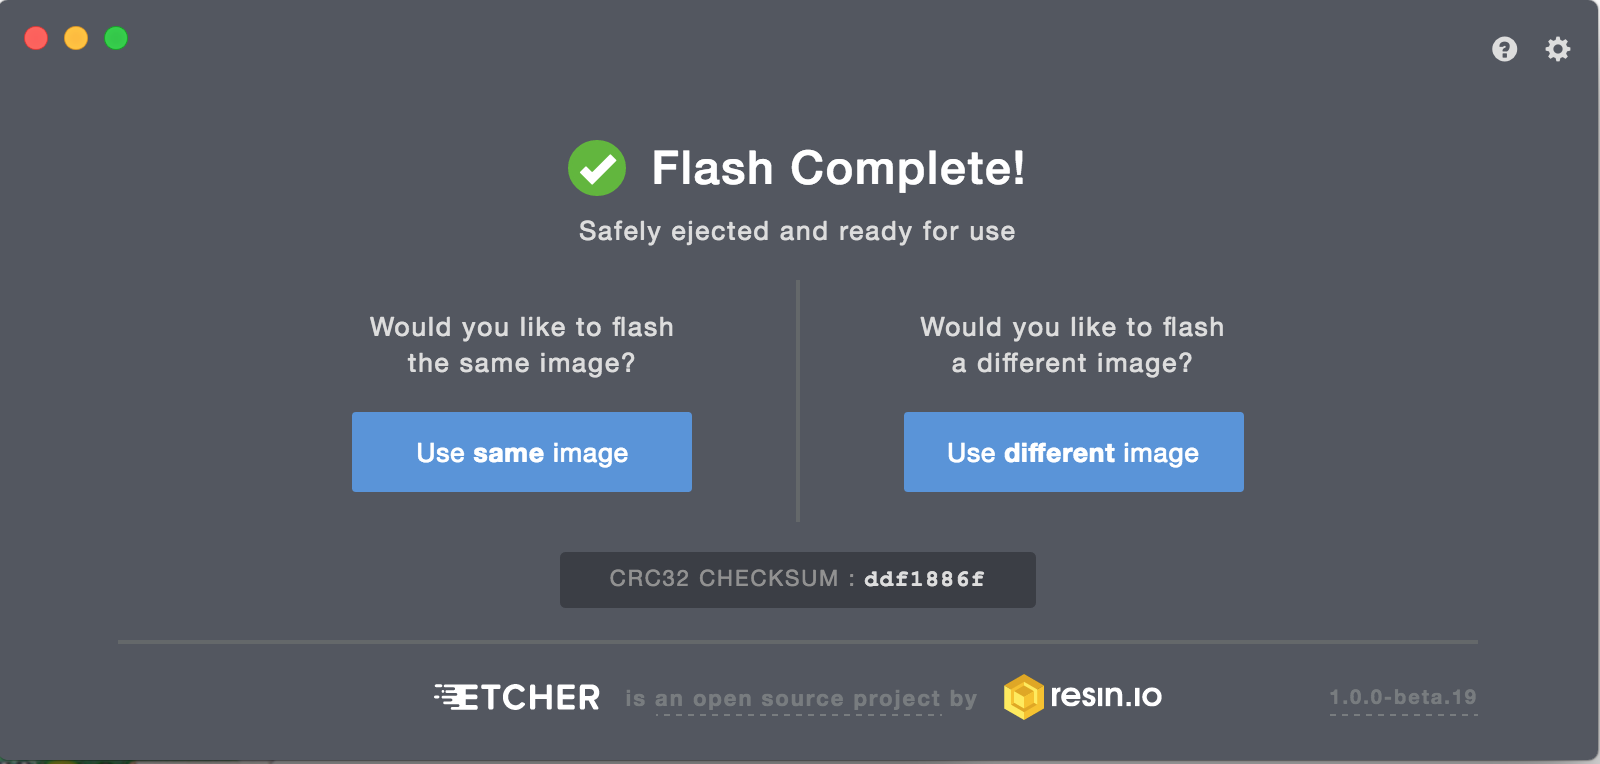 Flash Complete!
Safely ejected and ready for use
Would you like to flash
the same image?
Use same image
Would you like to flash
a different image?
Use different image
CRC32 CHECKSUM : ddf1886f
ETCHER is an open source project by resin.io
1.0.0-beta.19